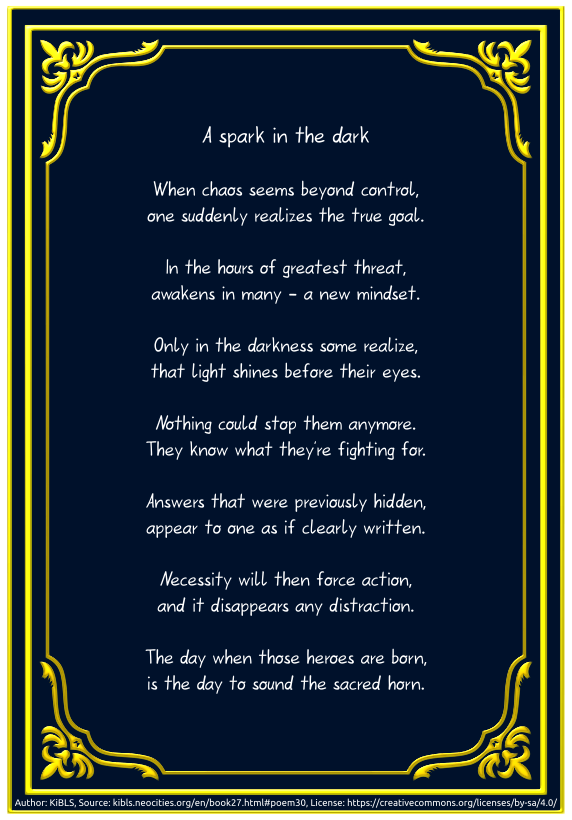 A spark in the dark
When chaos seems beyond control,
one suddenly realizes the true goal.
In the hours of greatest threat,
awakens in many - a new mindset.
Only in the darkness some realize,
that light shines before their eyes.
Nothing could stop them anymore.
They know what they're fighting for.
Answers that were previously hidden,
appear to one as if clearly written.
Necessity will then force action,
and it disappears any distraction.
The day when those heroes are born,
is the day to sound the sacred horn.
Author: KiBLS, Source: kibls.neocities.org/en/book27.html#poem30, License: https://creativecommons.org/licenses/by-sa/4.0/